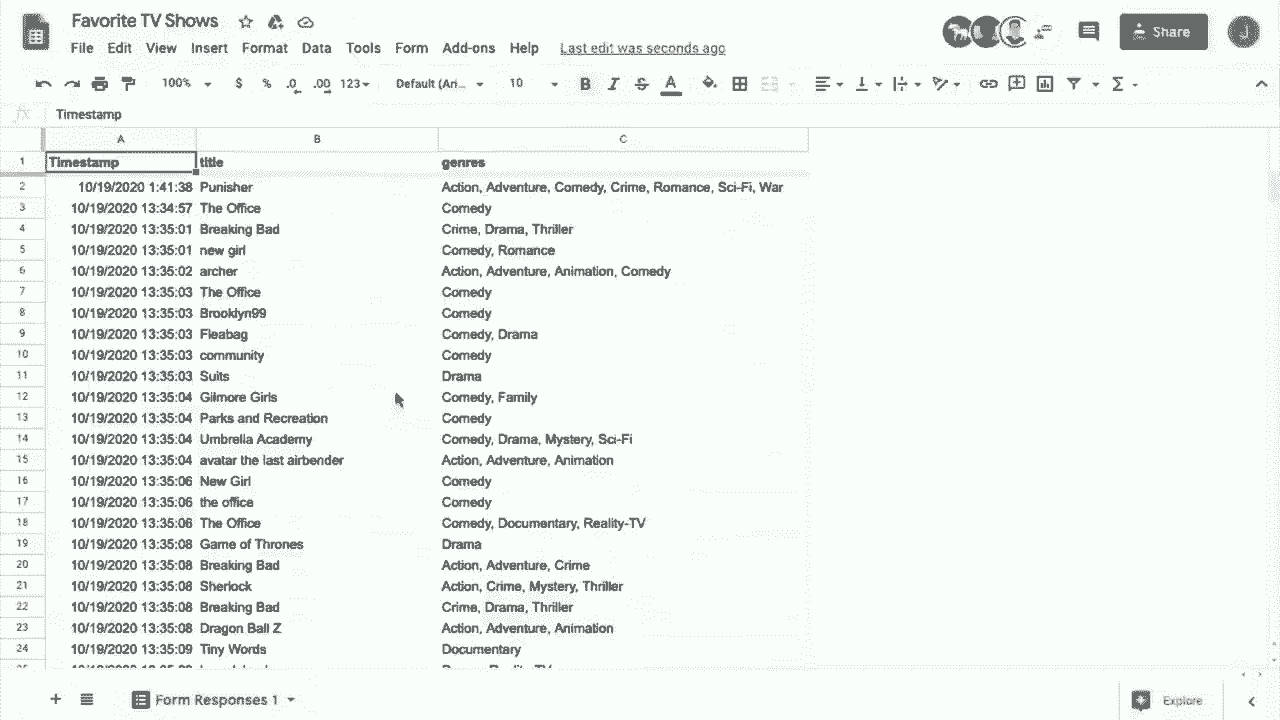 Favorite TV Shows
File Edit View Insert Format Data Tools Form Add-ons Help Last edit was seconds ago
Share J
100% $ % .0 .00 123 Default (Ari... 10 B I S A Σ
fx Timestamp
A B C
1 Timestamp title genres
2 10/19/2020 1:41:38 Punisher Action, Adventure, Comedy, Crime, Romance, Sci-Fi, War
3 10/19/2020 13:34:57 The Office Comedy
4 10/19/2020 13:35:01 Breaking Bad Crime, Drama, Thriller
5 10/19/2020 13:35:01 new girl Comedy, Romance
6 10/19/2020 13:35:02 archer Action, Adventure, Animation, Comedy
7 10/19/2020 13:35:03 The Office Comedy
8 10/19/2020 13:35:03 Brooklyn99 Comedy
9 10/19/2020 13:35:03 Fleabag Comedy, Drama
10 10/19/2020 13:35:03 community Comedy
11 10/19/2020 13:35:03 Suits Drama
12 10/19/2020 13:35:04 Gilmore Girls Comedy, Family
13 10/19/2020 13:35:04 Parks and Recreation Comedy
14 10/19/2020 13:35:04 Umbrella Academy Comedy, Drama, Mystery, Sci-Fi
15 10/19/2020 13:35:04 avatar the last airbender Action, Adventure, Animation
16 10/19/2020 13:35:06 New Girl Comedy
17 10/19/2020 13:35:06 the office Comedy
18 10/19/2020 13:35:06 The Office Comedy, Documentary, Reality-TV
19 10/19/2020 13:35:08 Game of Thrones Drama
20 10/19/2020 13:35:08 Breaking Bad Action, Adventure, Crime
21 10/19/2020 13:35:08 Sherlock Action, Crime, Mystery, Thriller
22 10/19/2020 13:35:08 Breaking Bad Crime, Drama, Thriller
23 10/19/2020 13:35:08 Dragon Ball Z Action, Adventure, Animation
24 10/19/2020 13:35:09 Tiny Words Documentary
Form Responses 1 Explore